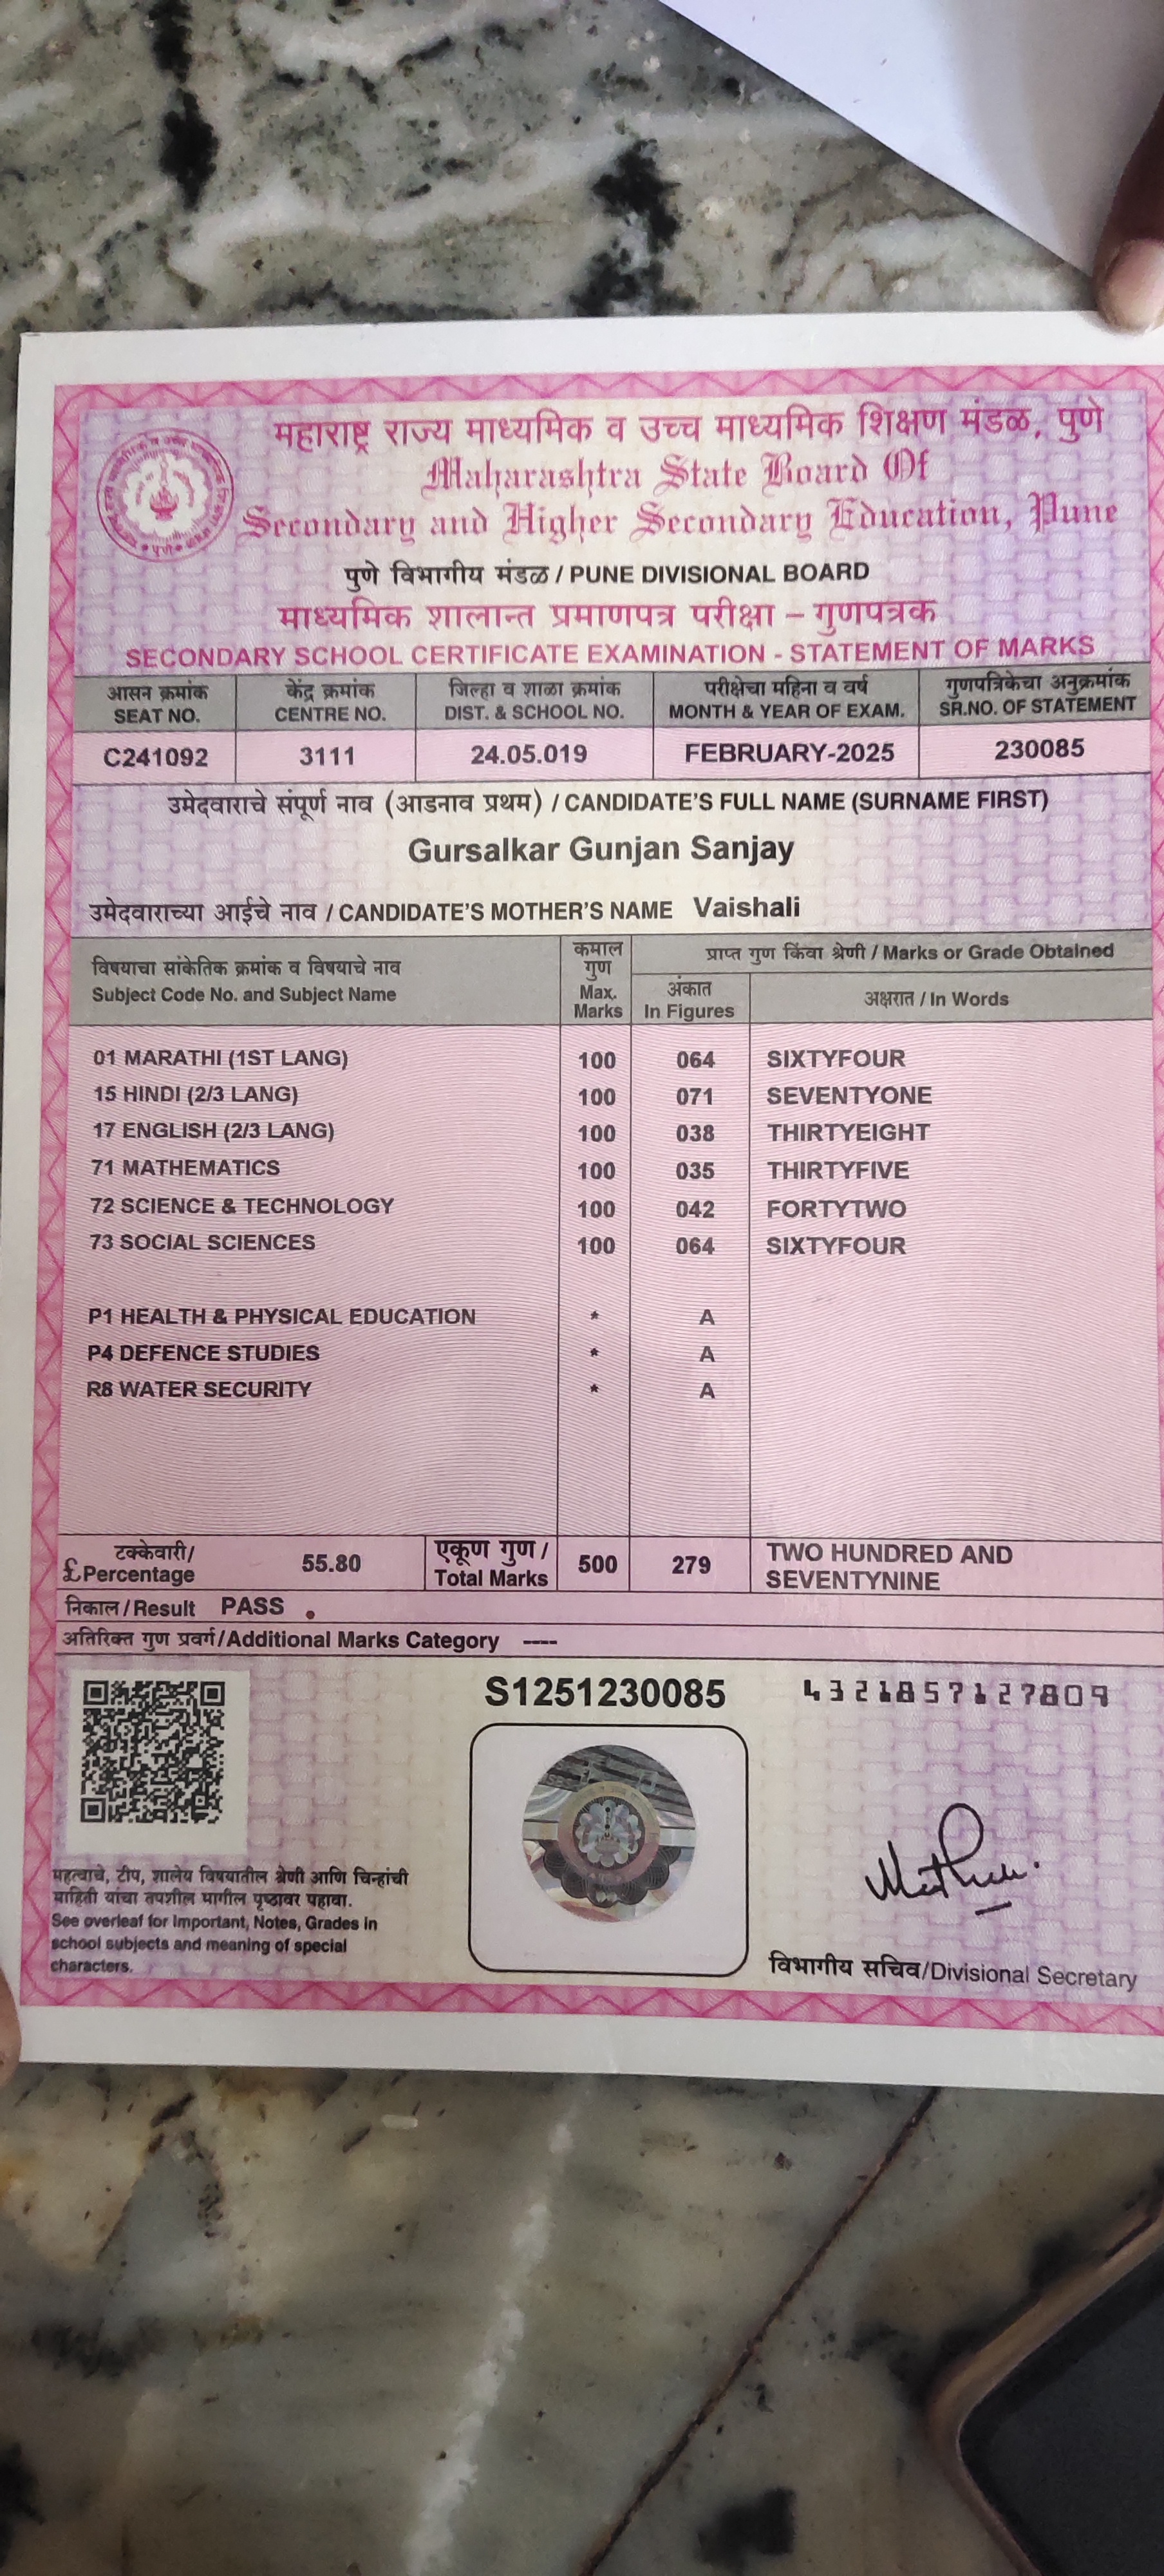 महाराष्ट्र राज्य माध्यमिक व उच्च माध्यमिक शिक्षण मंडळ, पुणे
Maharashtra State Board Of
Secondary and Higher Secondary Education, Pune
पुणे विभागीय मंडळ / PUNE DIVISIONAL BOARD
माध्यमिक शालान्त प्रमाणपत्र परीक्षा – गुणपत्रक
SECONDARY SCHOOL CERTIFICATE EXAMINATION - STATEMENT OF MARKS
आसन क्रमांक केंद्र क्रमांक जिल्हा व शाळा क्रमांक परीक्षेचा महिना व वर्ष गुणपत्रिकेचा अनुक्रमांक
SEAT NO. CENTRE NO. DIST. & SCHOOL NO. MONTH & YEAR OF EXAM. SR.NO. OF STATEMENT
C241092 3111 24.05.019 FEBRUARY-2025 230085
उमेदवाराचे संपूर्ण नाव (आडनाव प्रथम) / CANDIDATE'S FULL NAME (SURNAME FIRST)
Gursalkar Gunjan Sanjay
उमेदवाराच्या आईचे नाव / CANDIDATE'S MOTHER'S NAME Vaishali
विषयाचा सांकेतिक क्रमांक व विषयाचे नाव
Subject Code No. and Subject Name
कमाल
गुण
Max.
Marks
प्राप्त गुण किंवा श्रेणी / Marks or Grade Obtained
अंकात
In Figures
अक्षरात / In Words
01 MARATHI (1ST LANG) 100 064 SIXTYFOUR
15 HINDI (2/3 LANG) 100 071 SEVENTYONE
17 ENGLISH (2/3 LANG) 100 038 THIRTYEIGHT
71 MATHEMATICS 100 035 THIRTYFIVE
72 SCIENCE & TECHNOLOGY 100 042 FORTYTWO
73 SOCIAL SCIENCES 100 064 SIXTYFOUR
P1 HEALTH & PHYSICAL EDUCATION * A
P4 DEFENCE STUDIES * A
R8 WATER SECURITY * A
टक्केवारी/
£Percentage
55.80
एकूण गुण /
Total Marks
500 279
TWO HUNDRED AND
SEVENTYNINE
निकाल/Result PASS .
अतिरिक्त गुण प्रवर्ग/Additional Marks Category ----
S1251230085 4321857127809
महत्वाचे, टीप, शालेय विषयातील श्रेणी आणि चिन्हांची
माहिती यांचा तपशील मागील पृष्ठावर पहावा.
See overleaf for Important, Notes, Grades in
school subjects and meaning of special
characters.
विभागीय सचिव/Divisional Secretary